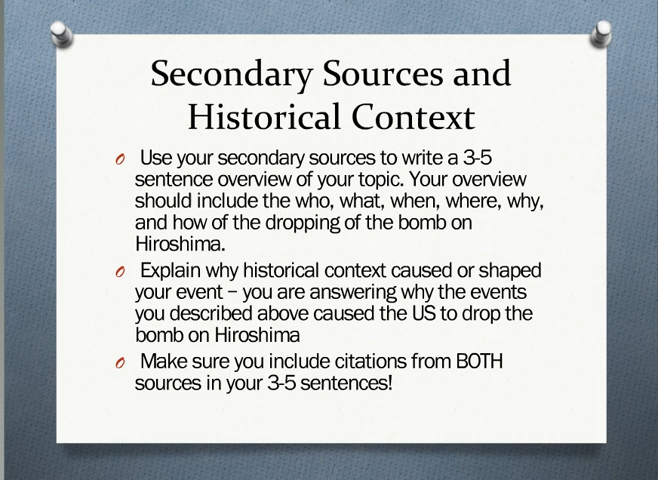 Secondary Sources and
Historical Context
Use your secondary sources to write a 3-5
sentence overview of your topic. Your overview
should include the who, what, when, where, why,
and how of the dropping of the bomb on
Hiroshima.
Explain why historical context caused or shaped
your event – you are answering why the events
you described above caused the US to drop the
bomb on Hiroshima
Make sure you include citations from BOTH
sources in your 3-5 sentences!